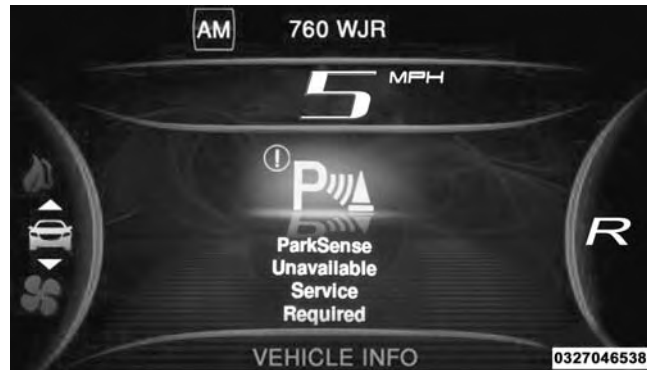 AM 760 WJR
5 MPH
P
R
ParkSense
Unavailable
Service
Required
VEHICLE INFO
0327046538